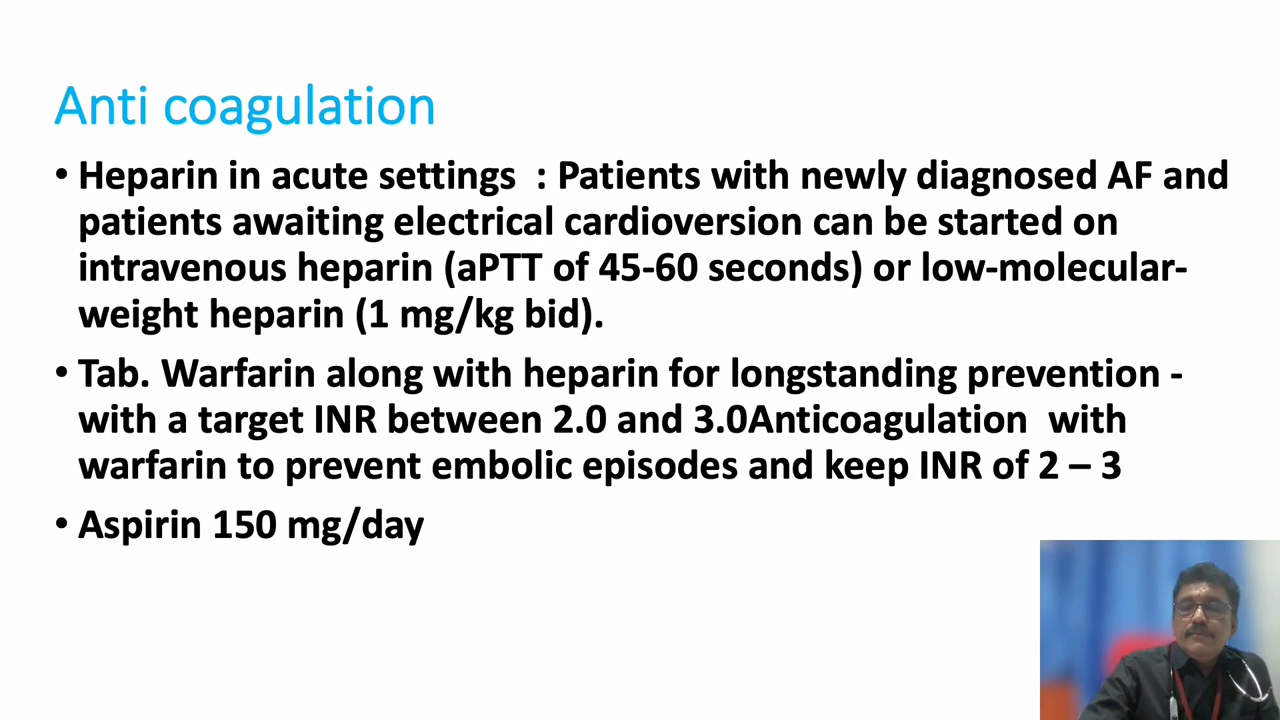 Anti coagulation
• Heparin in acute settings  : Patients with newly diagnosed AF and
patients awaiting electrical cardioversion can be started on
intravenous heparin (aPTT of 45-60 seconds) or low-molecular-
weight heparin (1 mg/kg bid).
• Tab. Warfarin along with heparin for longstanding prevention -
with a target INR between 2.0 and 3.0Anticoagulation  with
warfarin to prevent embolic episodes and keep INR of 2 – 3
• Aspirin 150 mg/day